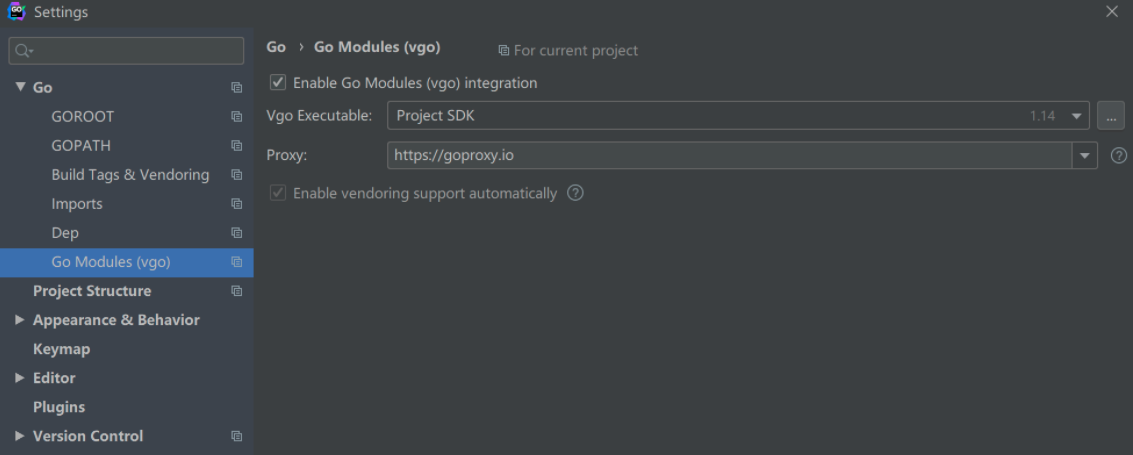 Settings
Go › Go Modules (vgo) For current project
Go
GOROOT
GOPATH
Build Tags & Vendoring
Imports
Dep
Go Modules (vgo)
Project Structure
Appearance & Behavior
Keymap
Editor
Plugins
Version Control
Enable Go Modules (vgo) integration
Vgo Executable: Project SDK 1.14 ...
Proxy: https://goproxy.io ?
Enable vendoring support automatically ?